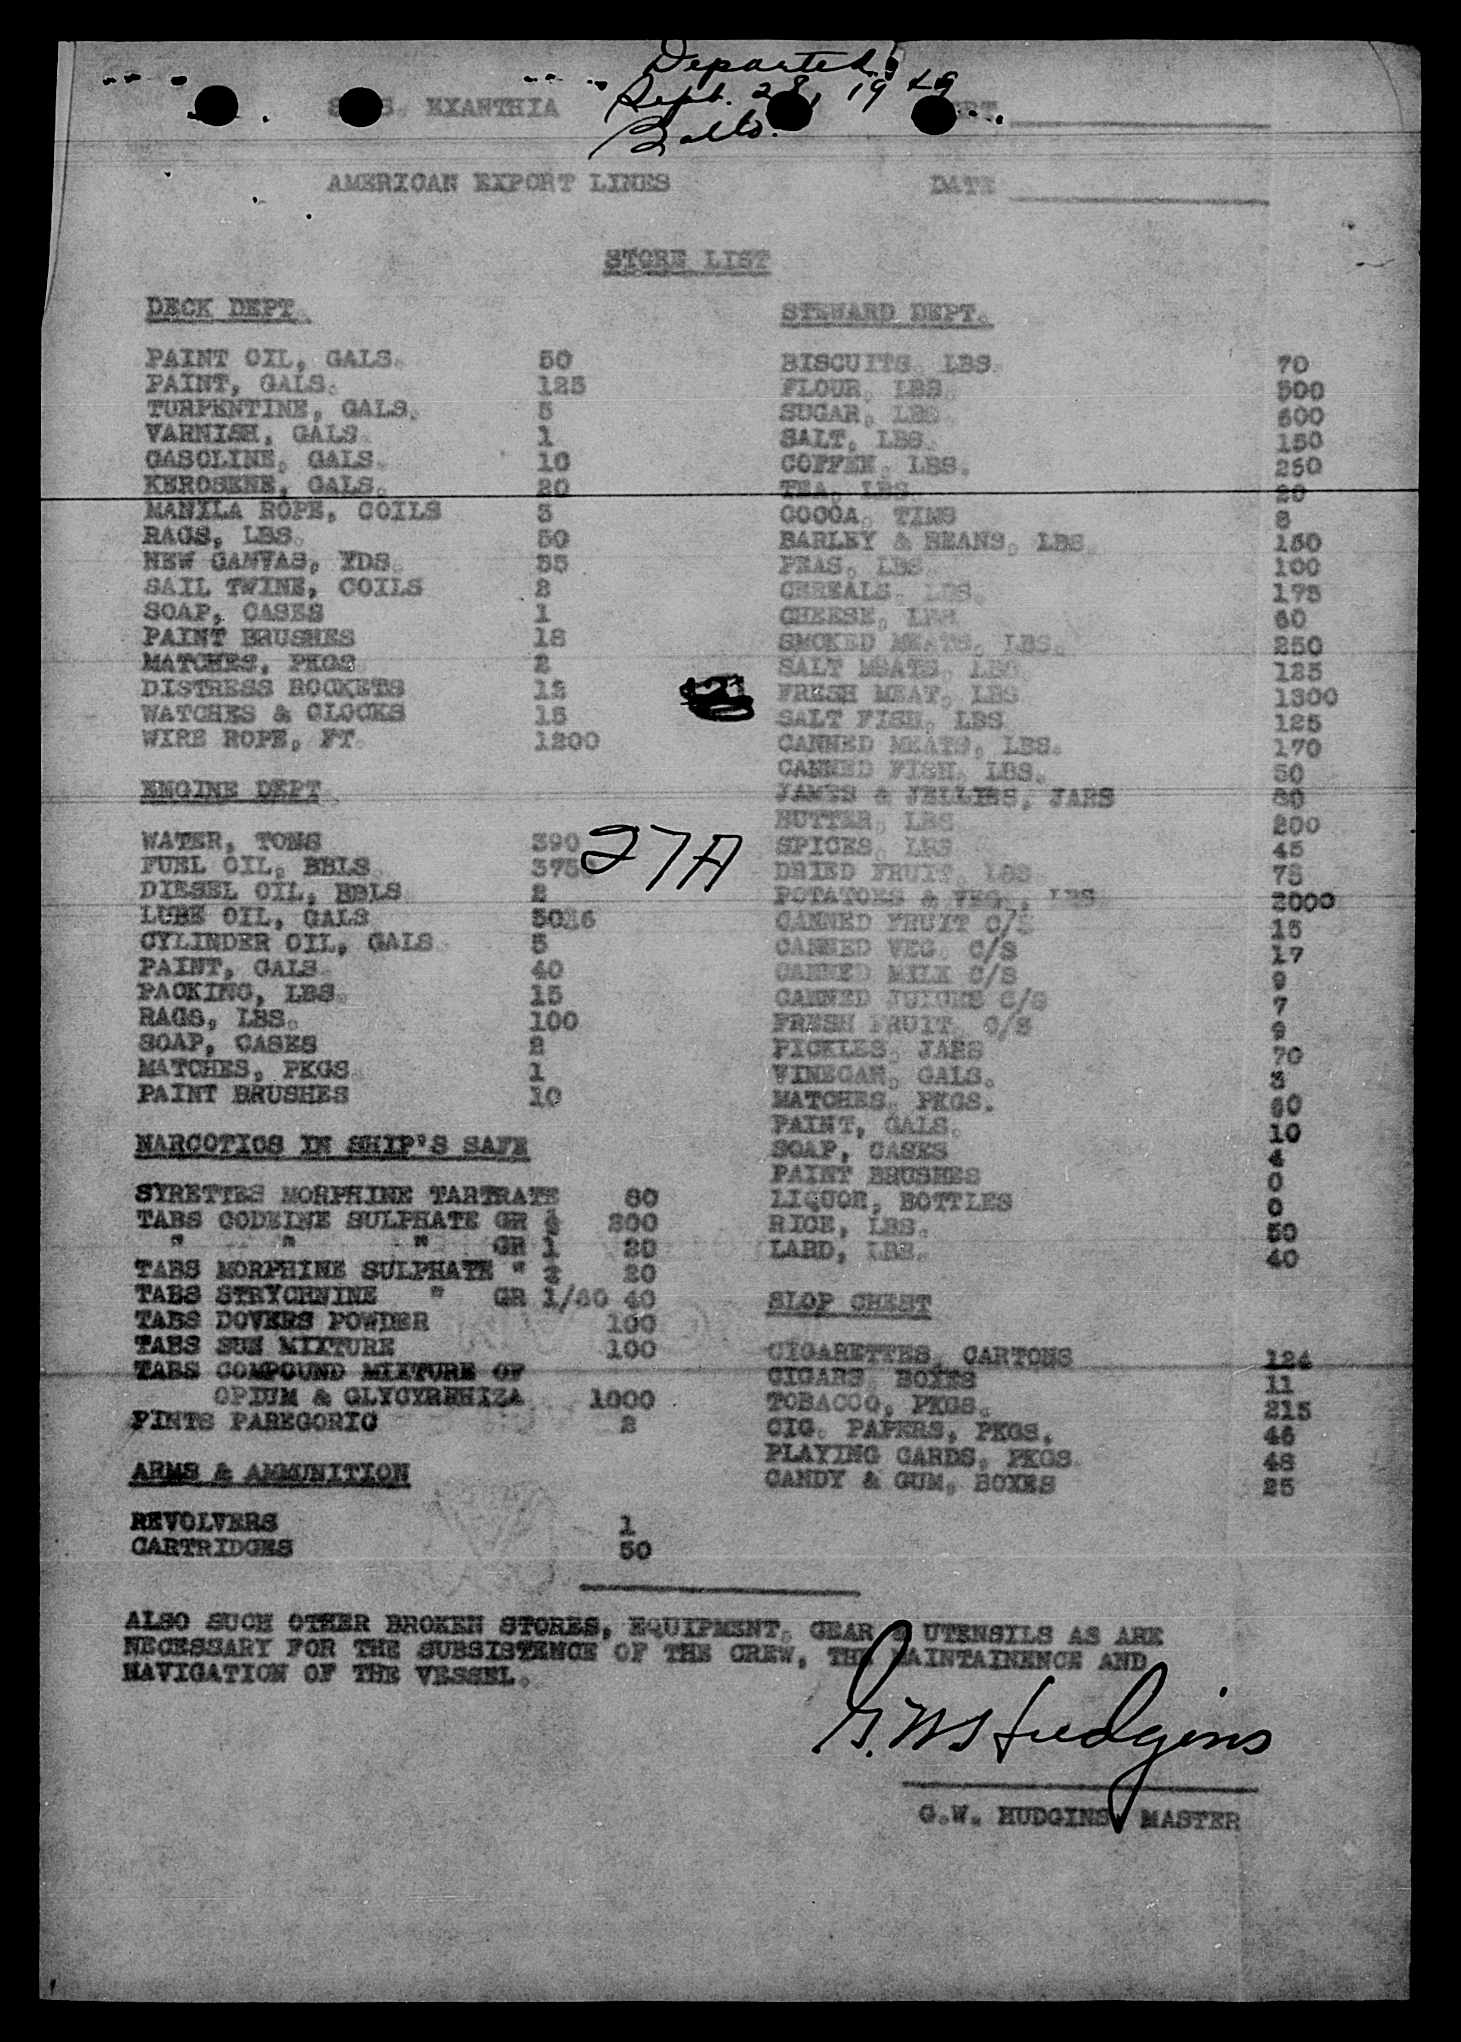 Departed
Sept. 28, 1949
Balto.
S. S. EXANTHIA
PORT
AMERICAN EXPORT LINES
DATE
STORE LIST
DECK DEPT.
PAINT OIL, GALS. 50
PAINT, GALS. 125
TURPENTINE, GALS. 5
VARNISH, GALS. 1
GASOLINE, GALS. 10
KEROSENE, GALS. 20
MANILA ROPE, COILS 5
RAGS, LBS. 50
NEW CANVAS, YDS. 55
SAIL TWINE, COILS
SOAP, CASES 1
PAINT BRUSHES 18
MATCHES, PKGS 2
DISTRESS ROCKETS 12
WATCHES & CLOCKS 15
WIRE ROPE, FT. 1200
ENGINE DEPT.
WATER, TONS 390
FUEL OIL, BBLS.
DIESEL OIL, BBLS. 2
LUBE OIL, GALS
CYLINDER OIL, GALS. 5
PAINT, GALS. 40
PACKING, LBS. 15
RAGS, LBS. 100
SOAP, CASES 2
MATCHES, PKGS. 1
PAINT BRUSHES 10
27A
NARCOTICS IN SHIP'S SAFE
SYRETTES MORPHINE TARTRATE
TABS CODEINE SULPHATE GR
" " " GR 1 20
TABS MORPHINE SULPHATE " 20
TABS STRYCHNINE " GR 1/60 40
TABS DOVERS POWDER 100
TABS SUN MIXTURE 100
TABS COMPOUND MIXTURE OF
OPIUM & GLYCYRRHIZA 1000
PINTS PAREGORIC 2
ARMS & AMMUNITION
REVOLVERS 1
CARTRIDGES 50
STEWARD DEPT.
BISCUITS, LBS. 70
FLOUR, LBS. 500
SUGAR, LBS. 600
SALT, LBS. 150
COFFEE, LBS. 250
TEA, LBS. 20
COCOA, TINS
BARLEY & BEANS, LBS. 150
PEAS, LBS. 100
CEREALS, LBS. 175
CHEESE, LBS 60
SMOKED MEATS, LBS. 250
SALT MEATS, LBS. 125
FRESH MEAT, LBS 1300
SALT FISH, LBS. 125
CANNED MEATS, LBS. 170
CANNED FISH, LBS. 50
JAMES & JELLIES, JARS
BUTTER, LBS 200
SPICES, LBS 45
DRIED FRUIT, LBS 75
POTATOES & VEG., LBS. 2000
CANNED FRUIT C/S 15
CANNED VEG. C/S 17
CANNED MILK C/S 9
CANNED JUICES C/S 7
FRESH FRUIT, C/S 9
PICKLES, JARS 70
VINEGAR, GALS.
MATCHES, PKGS. 60
PAINT, GALS. 10
SOAP, CASES 4
PAINT BRUSHES 0
LIQUOR, BOTTLES 0
RICE, LBS. 50
LARD, LBS. 40
SLOP CHEST
CIGARETTES, CARTONS 124
CIGARS, BOXES 11
TOBACCO, PKGS. 215
CIG. PAPERS, PKGS. 46
PLAYING CARDS, PKGS. 48
CANDY & GUM, BOXES 25
ALSO SUCH OTHER BROKEN STORES, EQUIPMENT, GEAR & UTENSILS AS ARE
NECESSARY FOR THE SUBSISTENCE OF THE CREW, THE MAINTAINENCE AND
NAVIGATION OF THE VESSEL.
G. W. Hudgins
G.W. HUDGINS, MASTER